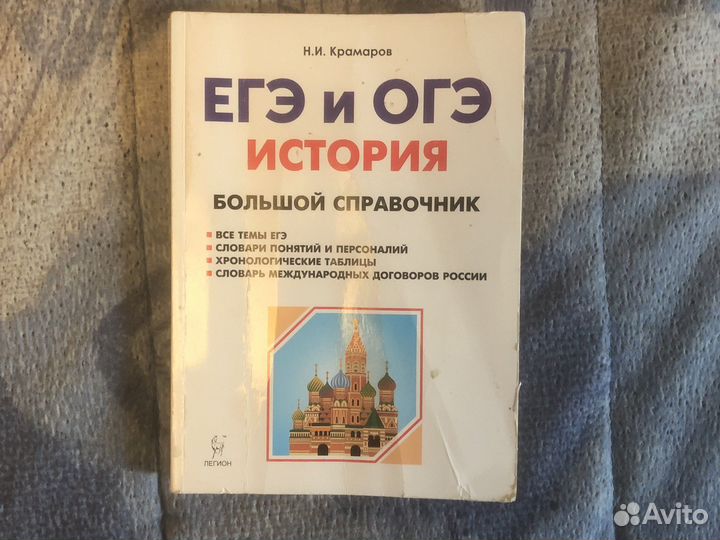 Н.И. Крамаров
ЕГЭ и ОГЭ
ИСТОРИЯ
БОЛЬШОЙ СПРАВОЧНИК
ВСЕ ТЕМЫ ЕГЭ
СЛОВАРИ ПОНЯТИЙ И ПЕРСОНАЛИЙ
ХРОНОЛОГИЧЕСКИЕ ТАБЛИЦЫ
СЛОВАРЬ МЕЖДУНАРОДНЫХ ДОГОВОРОВ РОССИИ
ЛЕГИОН
Avito